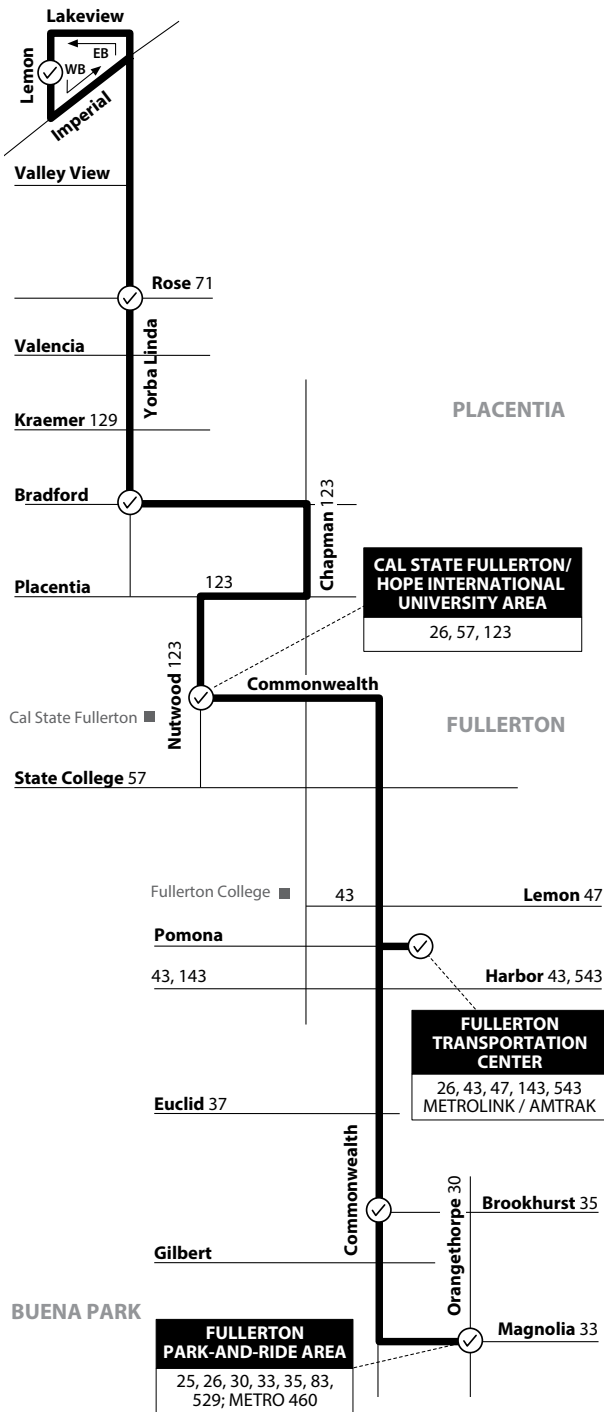 Lakeview
EB
WB
Lemon
Imperial
Valley View
Rose 71
Yorba Linda
Valencia
PLACENTIA
Kraemer 129
Bradford
Chapman 123
CAL STATE FULLERTON/
HOPE INTERNATIONAL
UNIVERSITY AREA
26, 57, 123
Placentia
123
Nutwood 123
Commonwealth
Cal State Fullerton
FULLERTON
State College 57
Fullerton College
43
Lemon 47
Pomona
43, 143
Harbor 43, 543
FULLERTON
TRANSPORTATION
CENTER
26, 43, 47, 143, 543
METROLINK / AMTRAK
Euclid 37
Commonwealth
Orangethorpe 30
Brookhurst 35
Gilbert
BUENA PARK
Magnolia 33
FULLERTON
PARK-AND-RIDE AREA
25, 26, 30, 33, 35, 83,
529; METRO 460